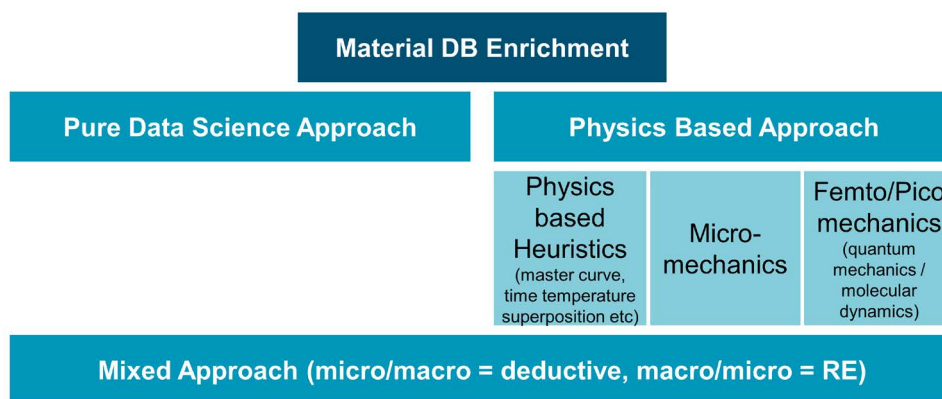 Material DB Enrichment
Pure Data Science Approach
Physics Based Approach
Physics
based
Heuristics
(master curve,
time temperature
superposition etc)
Micro-
mechanics
Femto/Pico
mechanics
(quantum
mechanics /
molecular
dynamics)
Mixed Approach (micro/macro = deductive, macro/micro = RE)